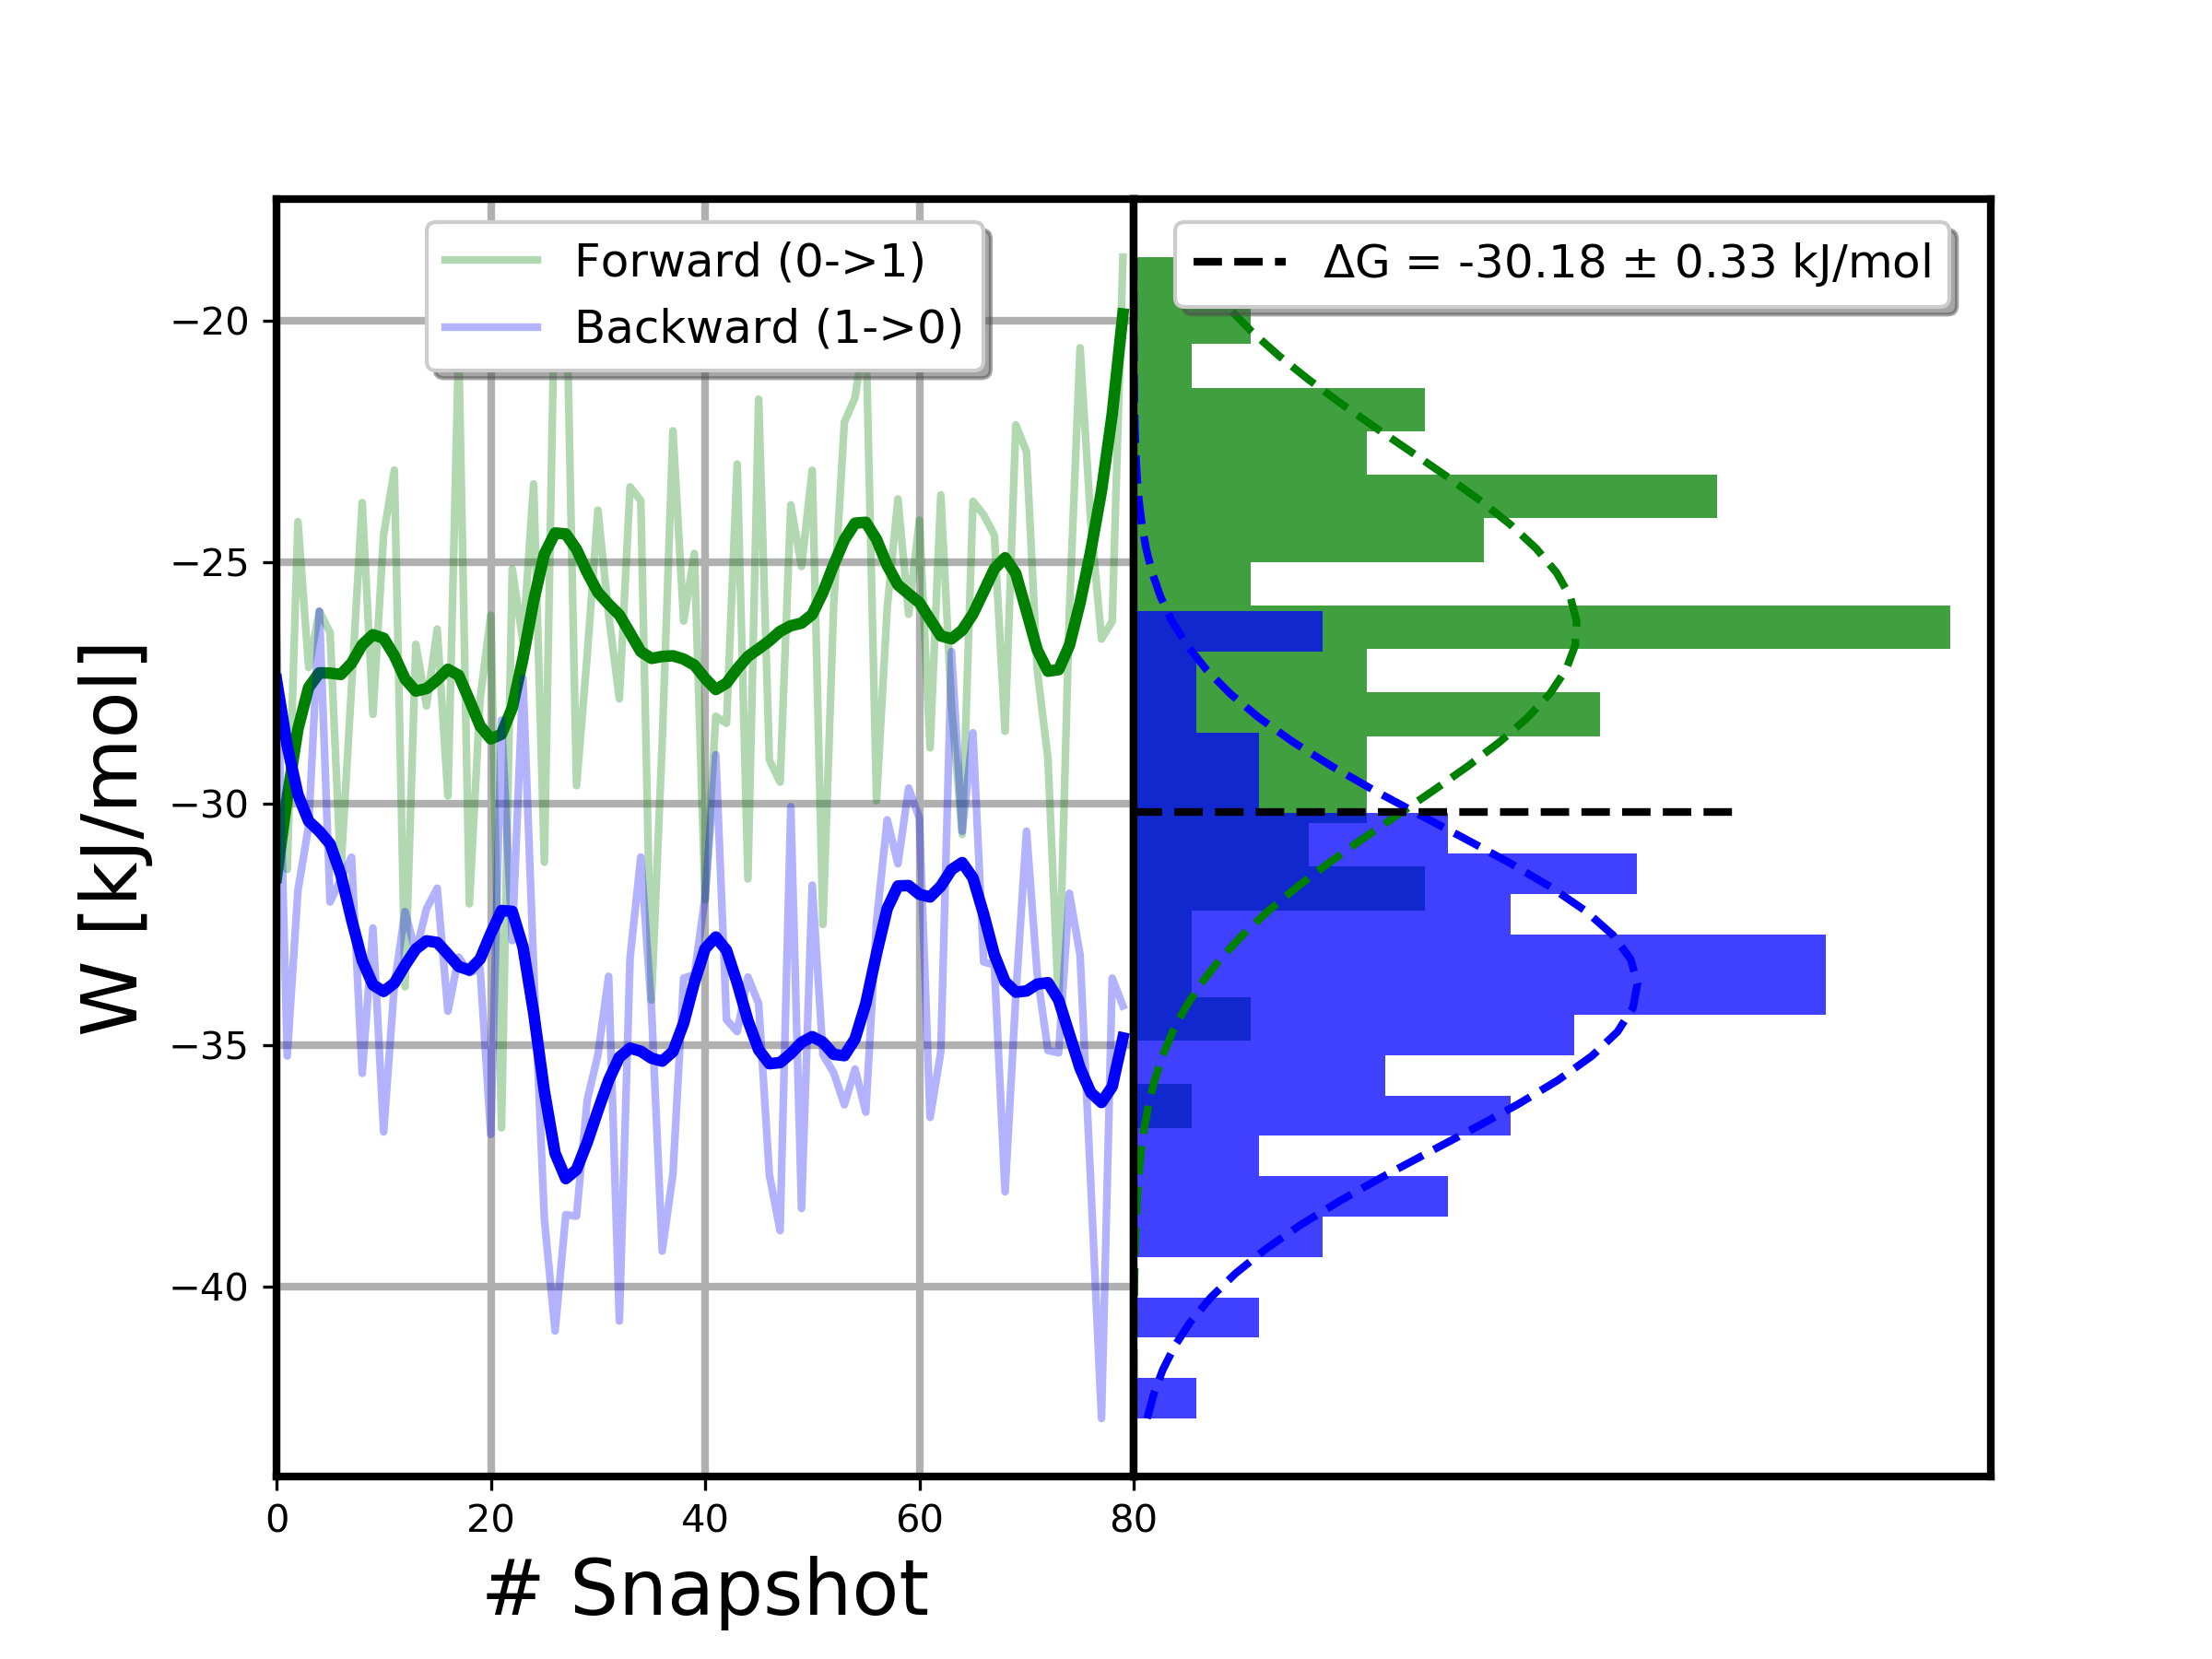 Forward (0->1)
Backward (1->0)
ΔG = -30.18 ± 0.33 kJ/mol
W [kJ/mol]
−20
−25
−30
−35
−40
0 20 40 60 80
# Snapshot